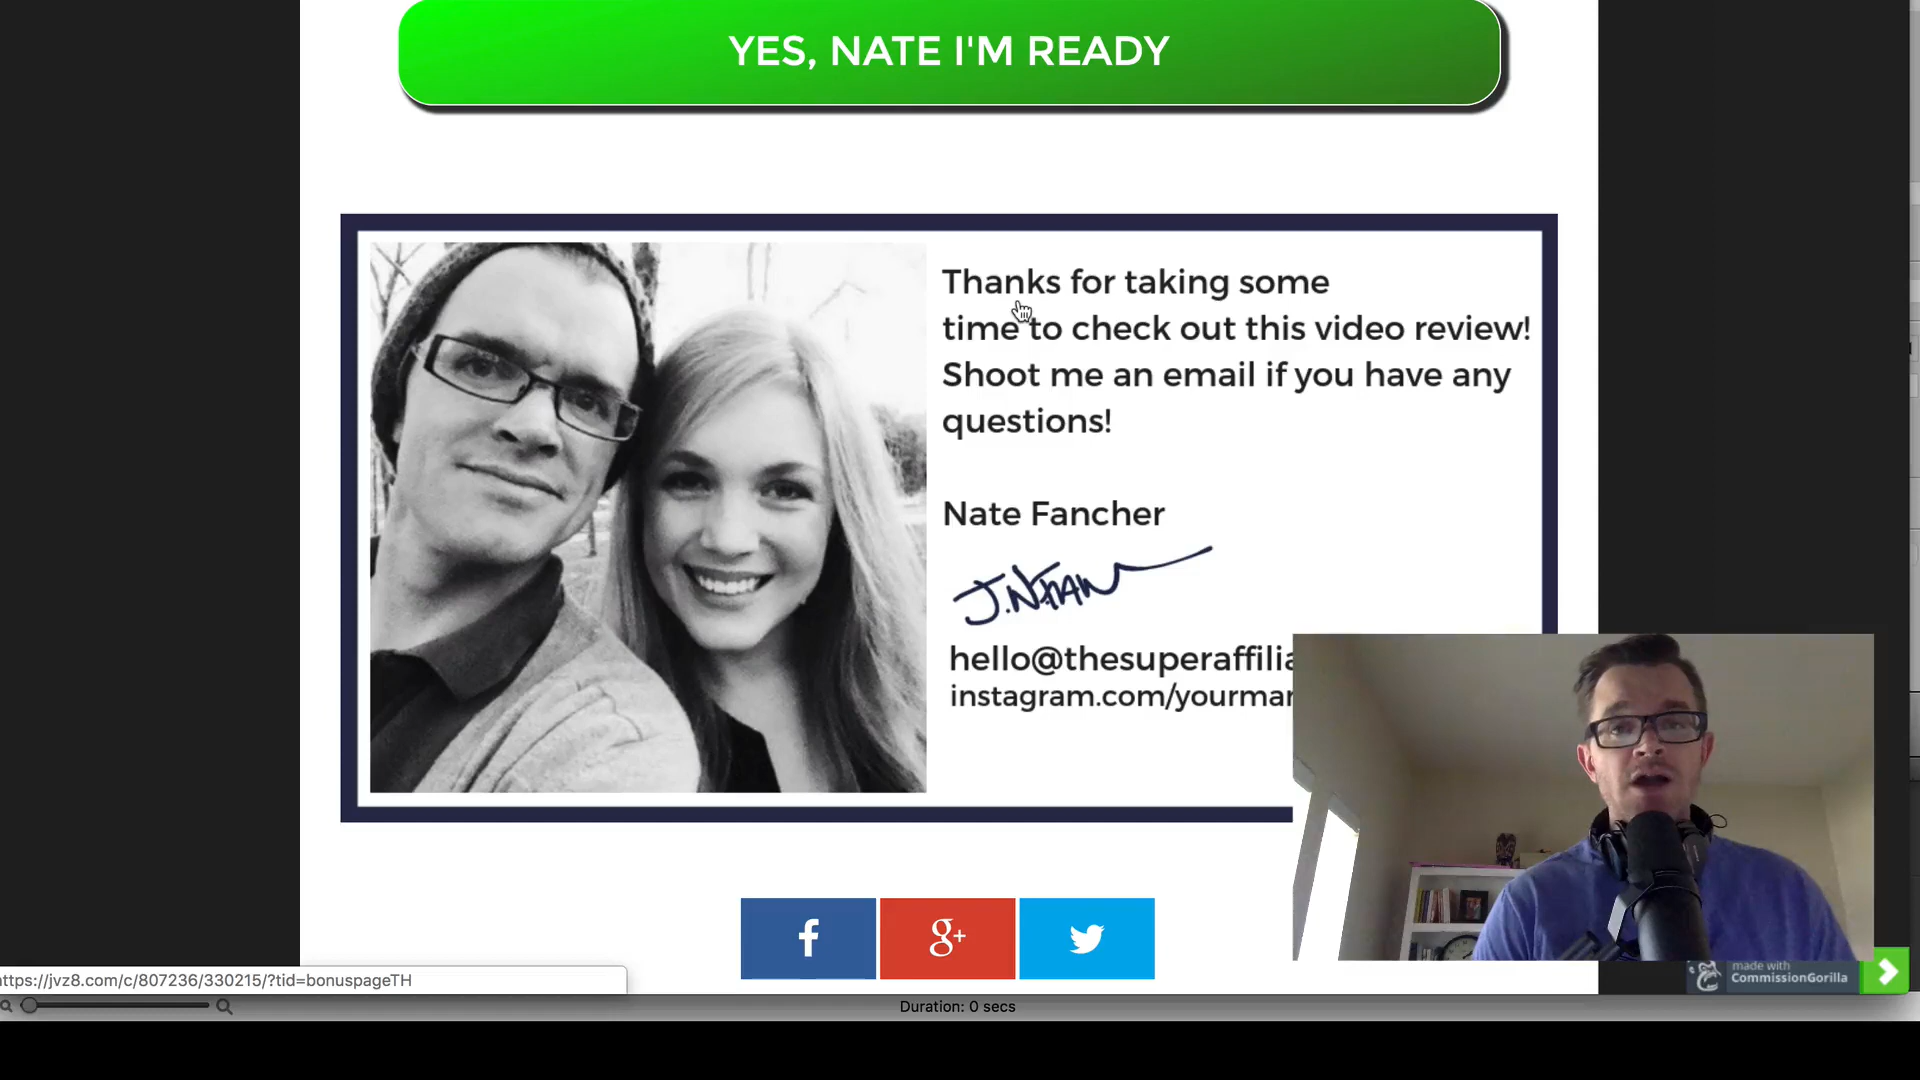 YES, NATE I'M READY
Thanks for taking some
time to check out this video review!
Shoot me an email if you have any
questions!
Nate Fancher
hello@thesuperaffilia
instagram.com/yourmar
f
g+
made with
CommissionGorilla
https://jvz8.com/c/807236/330215/?tid=bonuspageTH
Duration: 0 secs